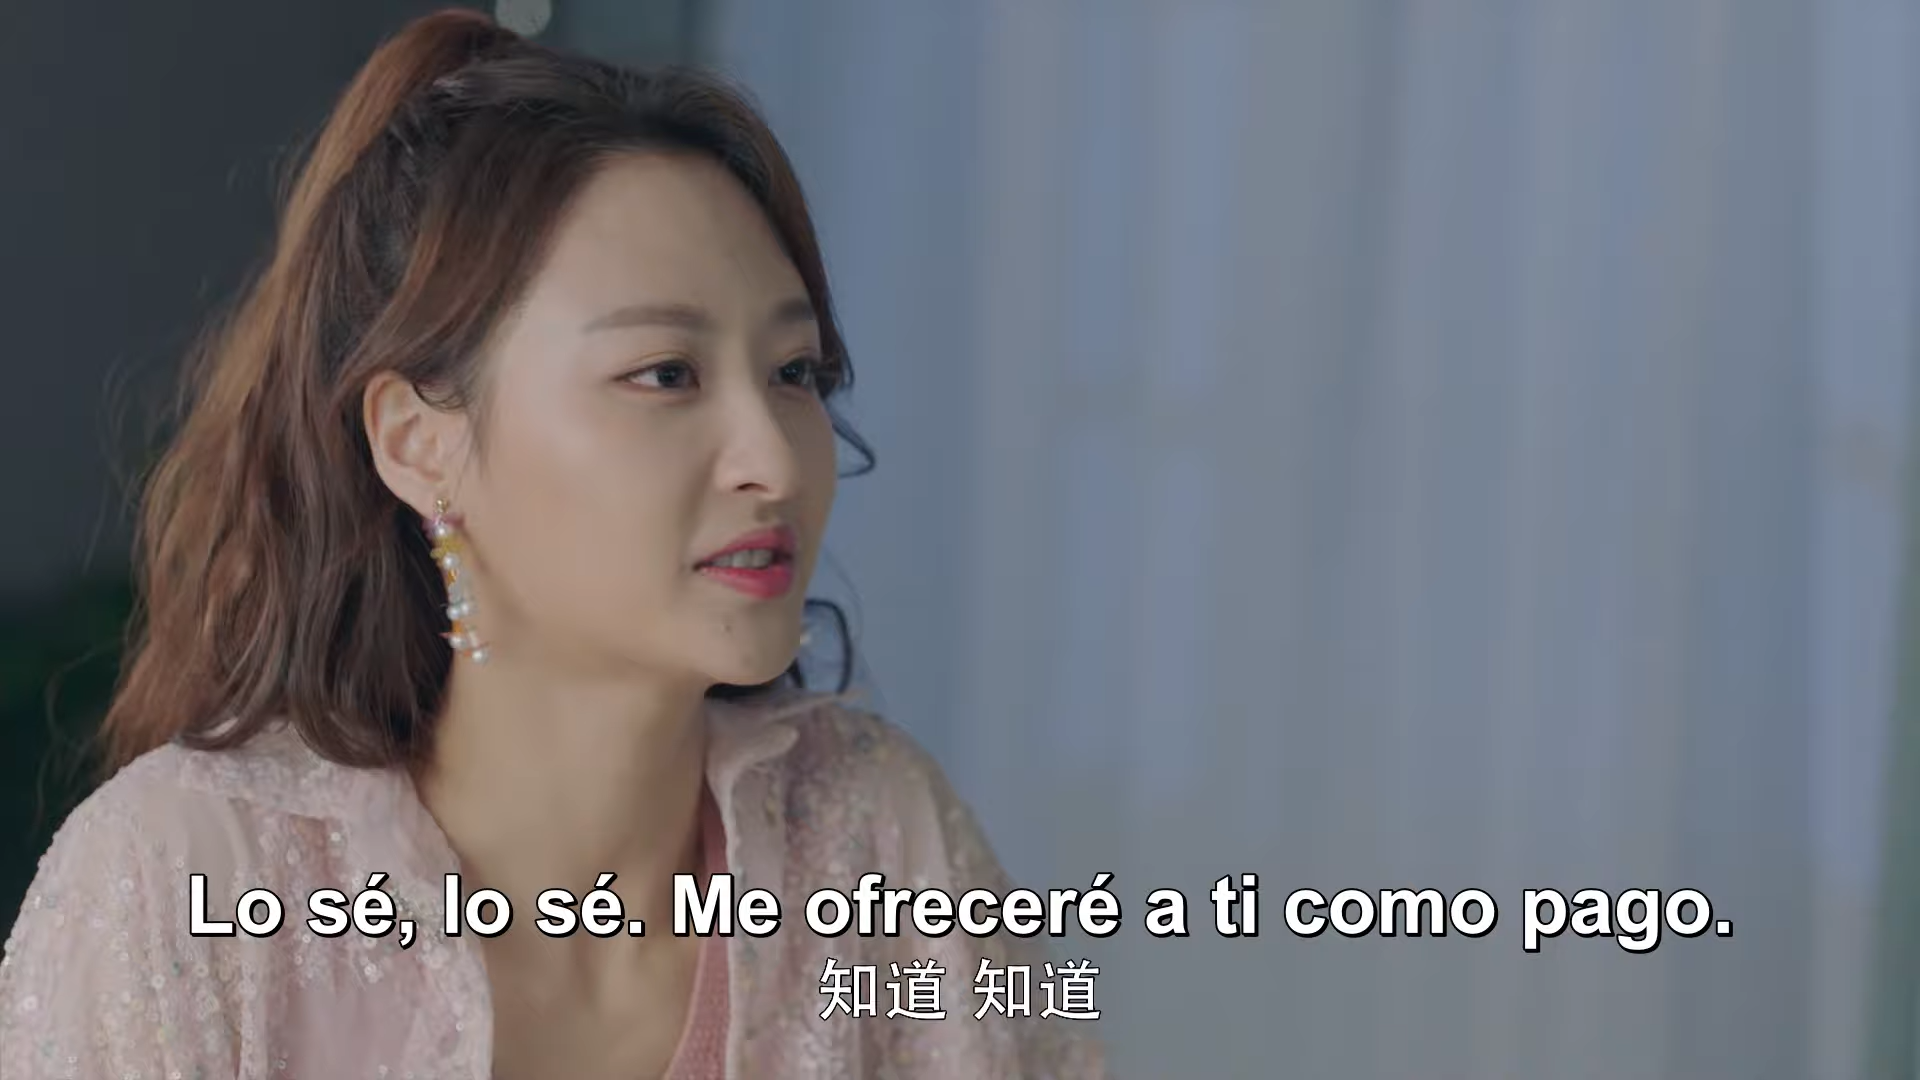 Lo sé, lo sé. Me ofreceré a ti como pago.
知道 知道